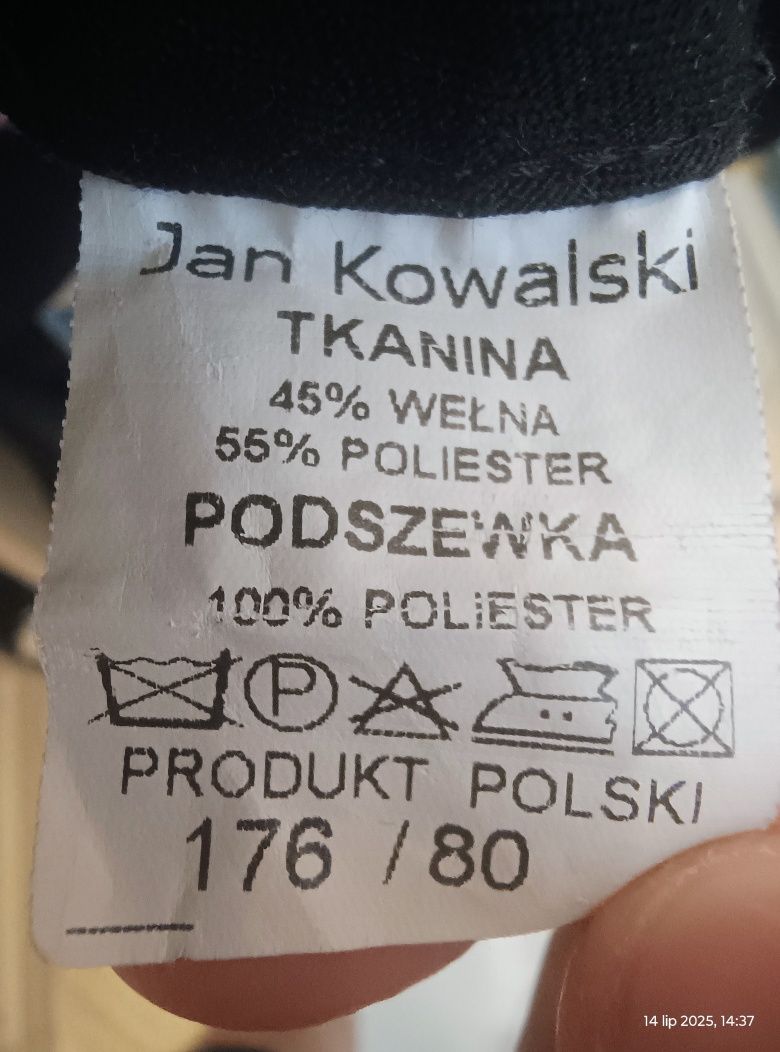 Jan Kowalski
TKANINA
45% WEŁNA
55% POLIESTER
PODSZEWKA
100% POLIESTER
P
PRODUKT POLSKI
176 / 80
14 lip 2025, 14:37